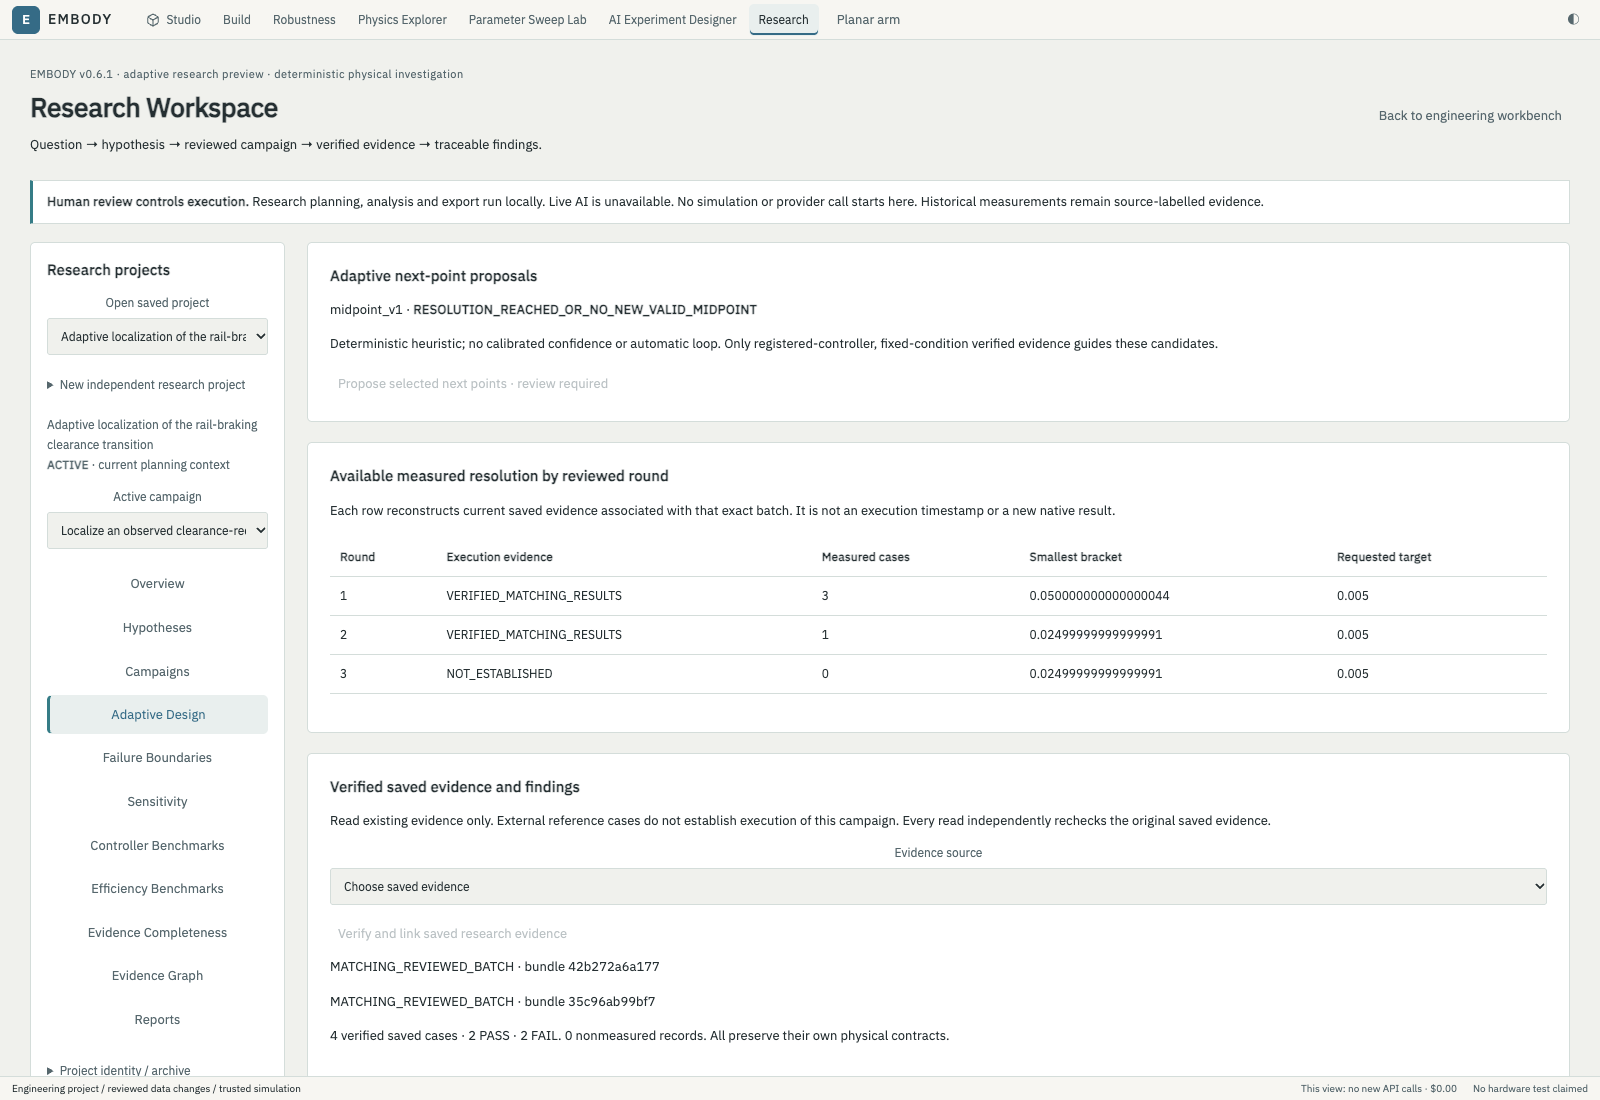 E EMBODY Studio Build Robustness Physics Explorer Parameter Sweep Lab AI Experiment Designer Research Planar arm
EMBODY v0.6.1 · adaptive research preview · deterministic physical investigation
Research Workspace
Back to engineering workbench
Question → hypothesis → reviewed campaign → verified evidence → traceable findings.
Human review controls execution. Research planning, analysis and export run locally. Live AI is unavailable. No simulation or provider call starts here. Historical measurements remain source-labelled evidence.
Research projects
Open saved project
Adaptive localization of the rail-bra
New independent research project
Adaptive localization of the rail-braking
clearance transition
ACTIVE · current planning context
Active campaign
Localize an observed clearance-re
Overview
Hypotheses
Campaigns
Adaptive Design
Failure Boundaries
Sensitivity
Controller Benchmarks
Efficiency Benchmarks
Evidence Completeness
Evidence Graph
Reports
Project identity / archive
Adaptive next-point proposals
midpoint_v1 · RESOLUTION_REACHED_OR_NO_NEW_VALID_MIDPOINT
Deterministic heuristic; no calibrated confidence or automatic loop. Only registered-controller, fixed-condition verified evidence guides these candidates.
Propose selected next points · review required
Available measured resolution by reviewed round
Each row reconstructs current saved evidence associated with that exact batch. It is not an execution timestamp or a new native result.
Round Execution evidence Measured cases Smallest bracket Requested target
1 VERIFIED_MATCHING_RESULTS 3 0.050000000000000044 0.005
2 VERIFIED_MATCHING_RESULTS 1 0.02499999999999991 0.005
3 NOT_ESTABLISHED 0 0.02499999999999991 0.005
Verified saved evidence and findings
Read existing evidence only. External reference cases do not establish execution of this campaign. Every read independently rechecks the original saved evidence.
Evidence source
Choose saved evidence
Verify and link saved research evidence
MATCHING_REVIEWED_BATCH · bundle 42b272a6a177
MATCHING_REVIEWED_BATCH · bundle 35c96ab99bf7
4 verified saved cases · 2 PASS · 2 FAIL. 0 nonmeasured records. All preserve their own physical contracts.
Engineering project / reviewed data changes / trusted simulation
This view: no new API calls · $0.00 No hardware test claimed